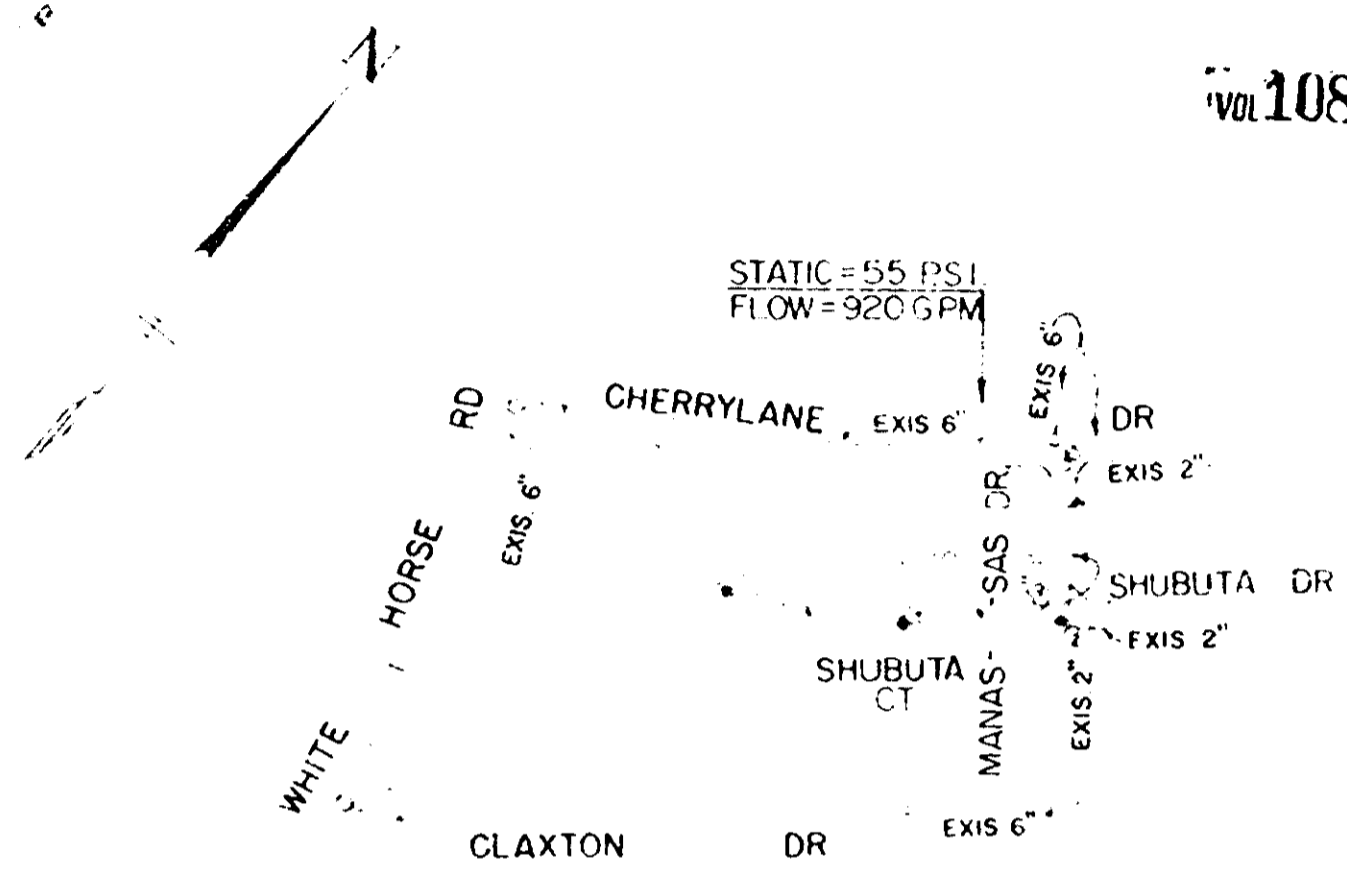 N
VOL 108
STATIC = 55 P.S.I.
FLOW = 920 GPM
EXIS 6"
WHITE HORSE RD
CHERRYLANE DR
EXIS 6"
EXIS 2"
EXIS. 6"
MANAS-SAS DR.
SHUBUTA DR
EXIS 2"
SHUBUTA
CT
EXIS. 2"
EXIS 6"
CLAXTON DR